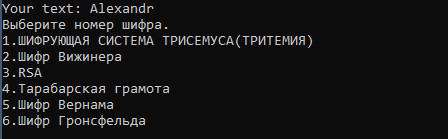 Your text: Alexandr
Выберите номер шифра.
1.ШИФРУЮЩАЯ СИСТЕМА ТРИСЕМУСА(ТРИТЕМИЯ)
2.Шифр Вижинера
3.RSA
4.Тарабарская грамота
5.Шифр Вернама
6.Шифр Гронсфельда